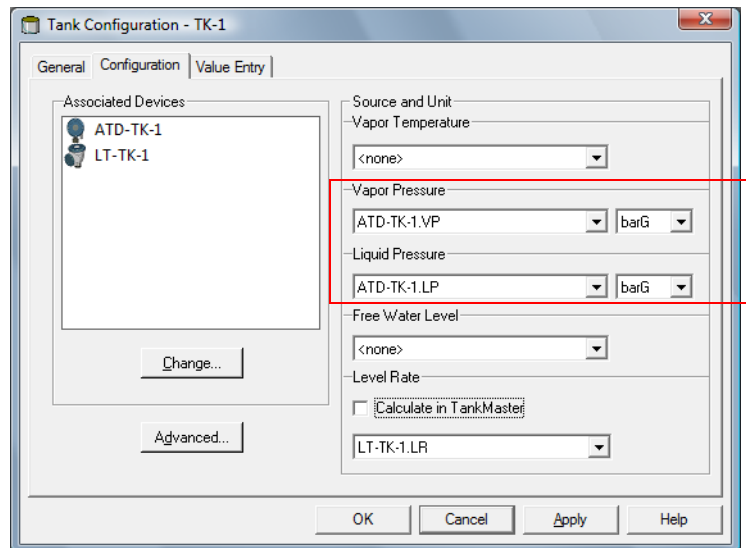 Tank Configuration - TK-1
General Configuration Value Entry
Associated Devices
ATD-TK-1
LT-TK-1
Change...
Advanced...
Source and Unit
Vapor Temperature
<none>
Vapor Pressure
ATD-TK-1.VP barG
Liquid Pressure
ATD-TK-1.LP barG
Free Water Level
<none>
Level Rate
Calculate in TankMaster
LT-TK-1.LR
OK Cancel Apply Help